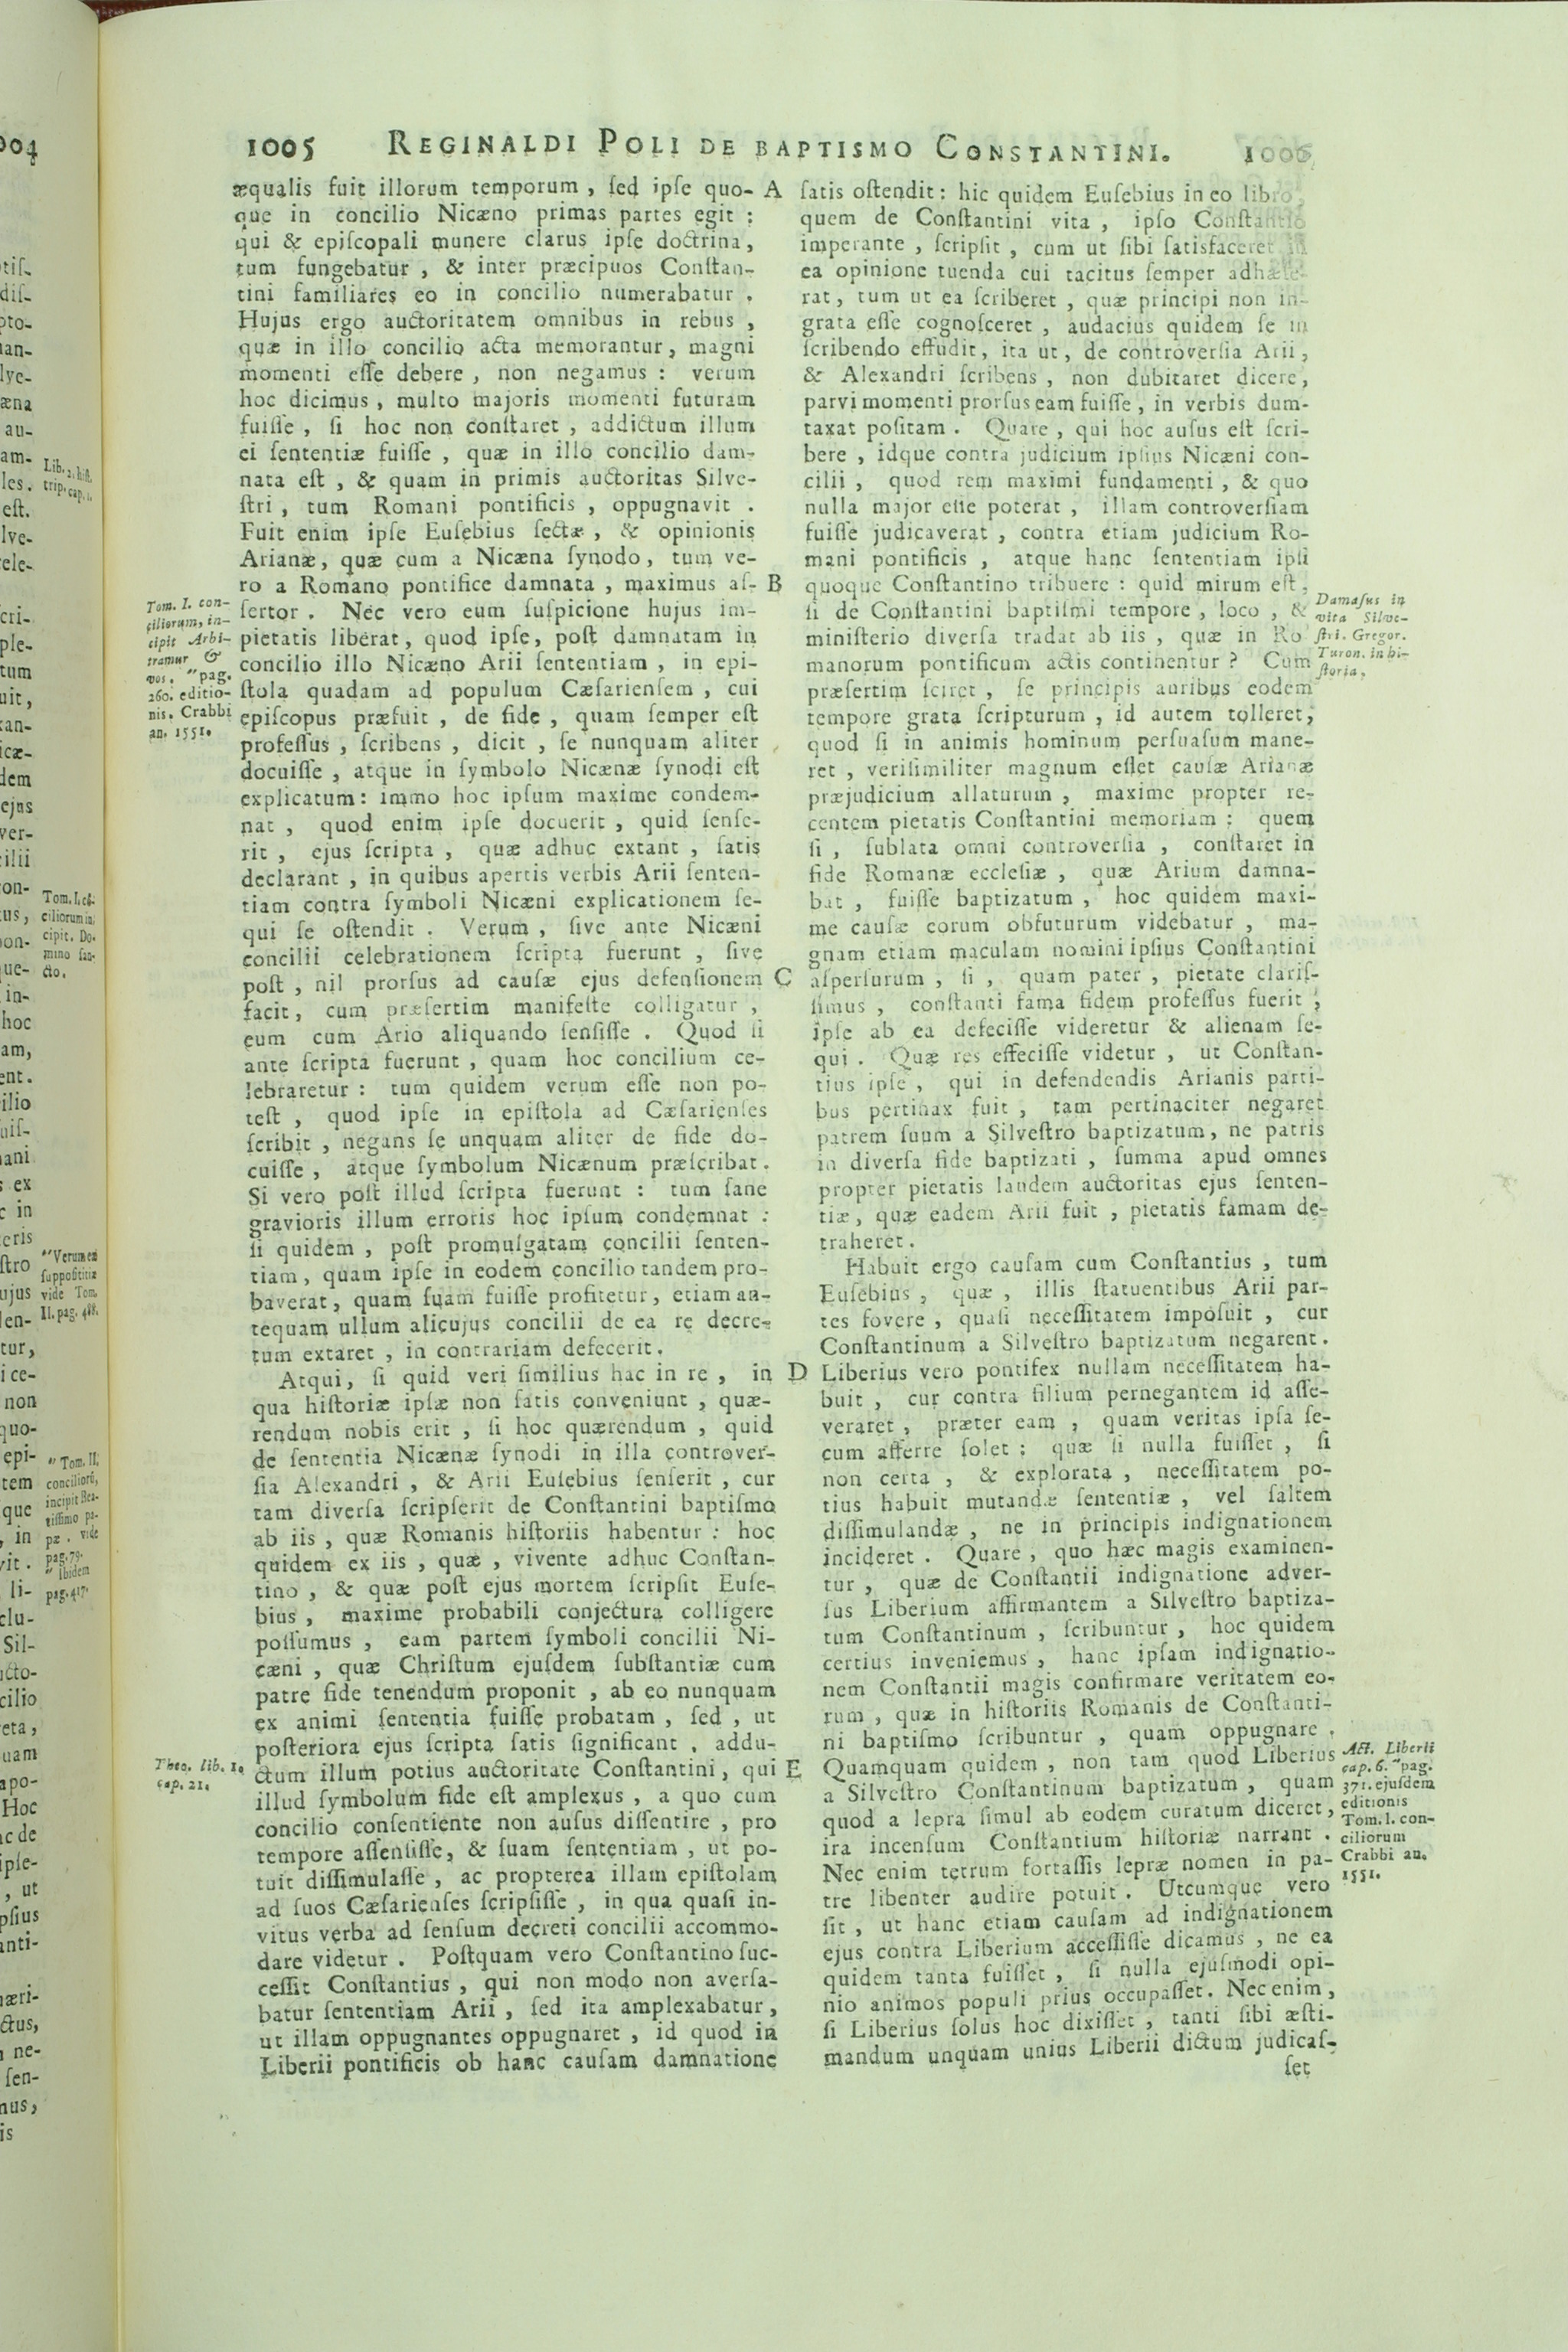 1005 REGINALDI POLI DE BAPTISMO CONSTANTINI. 1006
æqualis fuit illorum temporum , ſed ipſe quo-
que in concilio Nicæno primas partes egit :
qui & epiſcopali munere clarus ipſe doctrina ,
tum fungebatur , & inter præcipuos Conſtan-
tini familiares eo in concilio numerabatur .
Hujus ergo auctoritatem omnibus in rebus ,
quæ in illo concilio acta memorantur , magni
momenti eſſe debere , non negamus : verum
hoc dicimus , multo majoris momenti futuram
fuiſſe , ſi hoc non conſtaret , addictum illum
ei ſententiæ fuiſſe , quæ in illo concilio dam-
nata eſt , & quam in primis auctoritas Silve-
ſtri , tum Romani pontificis , oppugnavit .
Fuit enim ipſe Euſebius ſectæ , & opinionis
Arianæ, quæ cum a Nicæna ſynodo , tum ve-
ro a Romano pontifice damnata , maximus aſ-
ſertor . Nec vero eum ſuſpicione hujus im-
pietatis liberat, quod ipſe, poſt damnatam in
concilio illo Nicæno Arii ſententiam , in epi-
ſtola quadam ad populum Cæſarienſem , cui
epiſcopus præfuit , de fide , quam ſemper eſt
profeſſus , ſcribens , dicit , ſe nunquam aliter
docuiſſe , atque in ſymbolo Nicænæ ſynodi eſt
explicatum : immo hoc ipſum maxime condem-
nat , quod enim ipſe docuerit , quid ſenſe-
rit , ejus ſcripta , quæ adhuc extant , ſatis
declarant , in quibus apertis verbis Arii ſenten-
tiam contra ſymboli Nicæni explicationem ſe-
qui ſe oſtendit . Verum , ſive ante Nicæni
concilii celebrationem ſcripta fuerunt , ſive
poſt , nil prorſus ad cauſæ ejus defenſionem
facit, cum præſertim manifeſte colligatur ,
eum cum Ario aliquando ſenſiſſe . Quod ſi
ante ſcripta fuerunt , quam hoc concilium ce-
lebraretur : tum quidem verum eſſe non po-
teſt , quod ipſe in epiſtola ad Cæſarienſes
ſcribit , negans ſe unquam aliter de fide do-
cuiſſe , atque ſymbolum Nicænum præſcribat .
Si vero poſt illud ſcripta fuerunt : tum ſane
gravioris illum erroris hoc ipſum condemnat :
ſi quidem , poſt promulgatam concilii ſenten-
tiam , quam ipſe in eodem concilio tandem pro-
baverat, quam ſuam fuiſſe profitetur, etiam an-
tequam ullum alicujus concilii de ea re decre-
tum extaret , in contrariam defecerit .
Atqui, ſi quid veri ſimilius hac in re , in
qua hiſtoriæ ipſæ non ſatis conveniunt , quæ-
rendum nobis erit , ſi hoc quærendum , quid
de ſententia Nicænæ ſynodi in illa controver-
ſia Alexandri , & Arii Euſebius ſenſerit , cur
tam diverſa ſcripſerit de Conſtantini baptiſmo
ab iis , quæ Romanis hiſtoriis habentur : hoc
quidem ex iis , quæ , vivente adhuc Conſtan-
tino , & quæ poſt ejus mortem ſcripſit Euſe-
bius , maxime probabili conjectura colligere
poſſumus , eam partem ſymboli concilii Ni-
cæni , quæ Chriſtum ejuſdem ſubſtantiæ cum
patre fide tenendum proponit , ab eo nunquam
ex animi ſententia fuiſſe probatam , ſed , ut
poſteriora ejus ſcripta ſatis ſignificant , addu-
ctum illum potius auctoritate Conſtantini , qui
illud ſymbolum fide eſt amplexus , a quo cum
concilio conſentiente non auſus diſſentire , pro
tempore aſſenſiſſe, & ſuam ſententiam , ut po-
tuit diſſimulaſſe , ac propterea illam epiſtolam
ad ſuos Cæſarienſes ſcripſiſſe , in qua quaſi in-
vitus verba ad ſenſum decreti concilii accommo-
dare videtur . Poſtquam vero Conſtantino ſuc-
ceſſit Conſtantius , qui non modo non averſa-
batur ſententiam Arii , ſed ita amplexabatur ,
ut illam oppugnantes oppugnaret , id quod in
Liberii pontificis ob hanc cauſam damnatione
Tom. I. con-
ciliorum, in-
cipit Arbi-
tramur &
vos. " pag.
260. editio-
nis. Crabbi
an. 1551.
Theo. lib. 1.
cap. 21.
A
B
C
D
E
ſatis oſtendit : hic quidem Euſebius in eo libro,
quem de Conſtantini vita , ipſo Conſtantio
imperante , ſcripſit , cum ut ſibi ſatisfaceret in
ea opinione tuenda cui tacitus ſemper adhæſe-
rat, tum ut ea ſcriberet , quæ principi non in-
grata eſſe cognoſceret , audacius quidem ſe in
ſcribendo effudit, ita ut, de controverſia Arii,
& Alexandri ſcribens , non dubitaret dicere,
parvi momenti prorſus eam fuiſſe, in verbis dum-
taxat poſitam . Quare , qui hoc auſus eſt ſcri-
bere , idque contra judicium ipſius Nicæni con-
cilii , quod rem maximi fundamenti , & quo
nulla major eſſe poterat , illam controverſiam
fuiſſe judicaverat , contra etiam judicium Ro-
mani pontificis , atque hanc ſententiam ipſi
quoque Conſtantino tribuere : quid mirum eſt,
ſi de Conſtantini baptiſmi tempore , loco , &
miniſterio diverſa tradat ab iis , quæ in Ro
manorum pontificum actis continentur ? Cum
præſertim ſciret , ſe principis auribus eodem
tempore grata ſcripturum , id autem tolleret,
quod ſi in animis hominum perſuaſum mane-
ret , veriſimiliter magnum eſſet cauſæ Arianæ
præjudicium allaturum , maxime propter re-
centem pietatis Conſtantini memoriam : quem
ſi , ſublata omni controverſia , conſtaret in
fide Romanæ eccleſiæ , quæ Arium damna-
bat , fuiſſe baptizatum , hoc quidem maxi-
me cauſæ eorum obfuturum videbatur , ma-
gnam etiam maculam nomini ipſius Conſtantini
aſperſurum , ſi , quam pater , pietate clariſ-
ſimus , conſtanti fama fidem profeſſus fuerit ,
ipſe ab ea defeciſſe videretur & alienam ſe-
qui . Quæ res effeciſſe videtur , ut Conſtan-
tius ipſe , qui in defendendis Arianis parti-
bus pertinax fuit , tam pertinaciter negaret
patrem ſuum a Silveſtro baptizatum, ne patris
in diverſa fide baptizati , ſumma apud omnes
propter pietatis laudem auctoritas ejus ſenten-
tiæ, quæ eadem Arii fuit , pietatis famam de-
traheret .
Habuit ergo cauſam cum Conſtantius , tum
Euſebius , quæ , illis ſtatuentibus Arii par-
tes fovere , quaſi neceſſitatem impoſuit , cur
Conſtantinum a Silveſtro baptizatum negarent .
Liberius vero pontifex nullam neceſſitatem ha-
buit , cur contra filium pernegantem id aſſe-
veraret , præter eam , quam veritas ipſa ſe-
cum afferre ſolet : quæ ſi nulla fuiſſet , ſi
non certa , & explorata , neceſſitatem po-
tius habuit mutandæ ſententiæ , vel ſaltem
diſſimulandæ , ne in principis indignationem
incideret . Quare , quo hæc magis examinen-
tur , quæ de Conſtantii indignatione adver-
ſus Liberium affirmantem a Silveſtro baptiza-
tum Conſtantinum , ſcribuntur , hoc quidem
certius inveniemus , hanc ipſam indignatio-
nem Conſtantii magis confirmare veritatem eo-
rum , quæ in hiſtoriis Romanis de Conſtanti-
ni baptiſmo ſcribuntur , quam oppugnare .
Quamquam quidem , non tam quod Liberius
a Silveſtro Conſtantinum baptizatum , quam
quod a lepra ſimul ab eodem curatum diceret ,
ira incenſum Conſtantium hiſtoriæ narrant .
Nec enim tetrum fortaſſis lepræ nomen in pa-
tre libenter audire potuit . Utcumque vero
ſit , ut hanc etiam cauſam ad indignationem
ejus contra Liberium acceſſiſſe dicamus , ne ea
quidem tanta fuiſſet , ſi nulla ejuſmodi opi-
nio animos populi prius occupaſſet. Nec enim,
ſi Liberius ſolus hoc dixiſſet , tanti ſibi æſti-
mandum unquam unius Liberii dictum judicaſ-
ſet
Damaſus in
vita Silve-
ſtri. Gregor.
Turon. in hi-
ſtoria.
Act. Liberii
cap. 6. " pag.
371. ejuſdem
editionis
Tom. I. con-
ciliorum
Crabbi an.
1551.